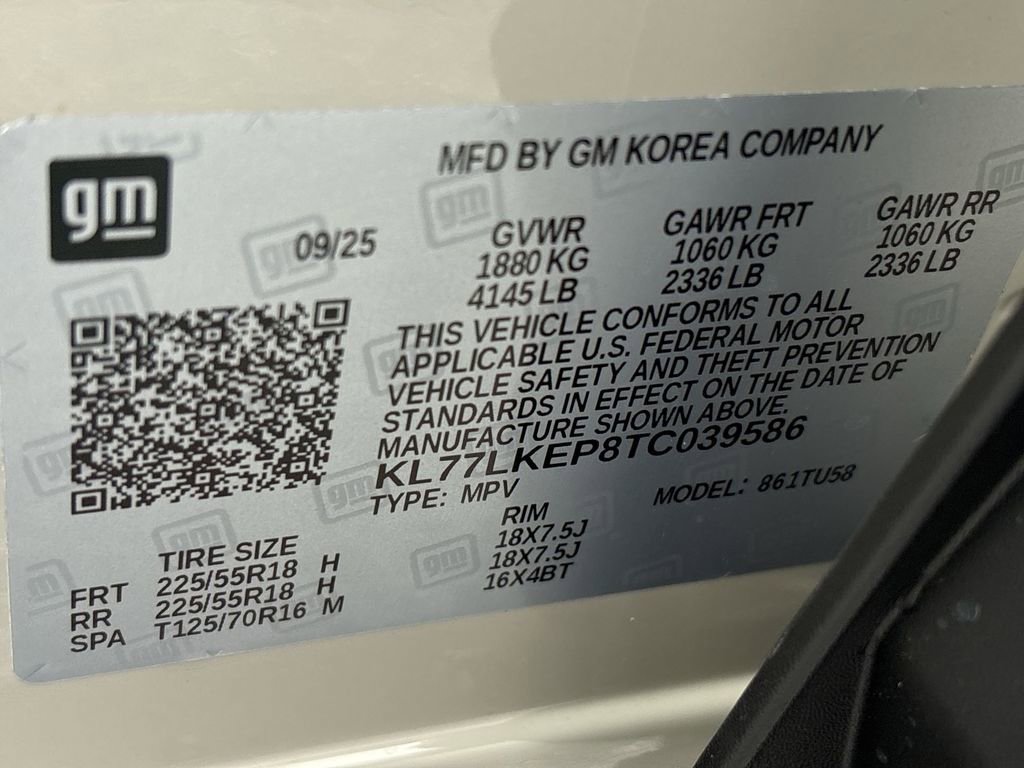 gm
MFD BY GM KOREA COMPANY
09/25
GVWR GAWR FRT GAWR RR
1880 KG 1060 KG 1060 KG
4145 LB 2336 LB 2336 LB
THIS VEHICLE CONFORMS TO ALL
APPLICABLE U.S. FEDERAL MOTOR
VEHICLE SAFETY AND THEFT PREVENTION
STANDARDS IN EFFECT ON THE DATE OF
MANUFACTURE SHOWN ABOVE.
KL77LKEP8TC039586
TYPE: MPV MODEL: 861TU58
TIRE SIZE RIM
FRT 225/55R18 H 18X7.5J
RR 225/55R18 H 18X7.5J
SPA T125/70R16 M 16X4BT